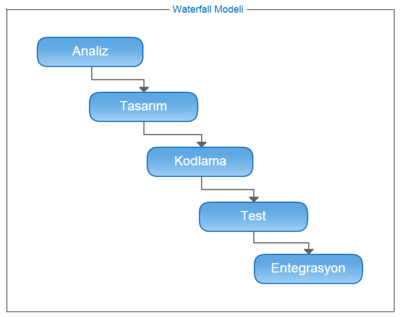 Waterfall Modeli
Analiz
Tasarım
Kodlama
Test
Entegrasyon